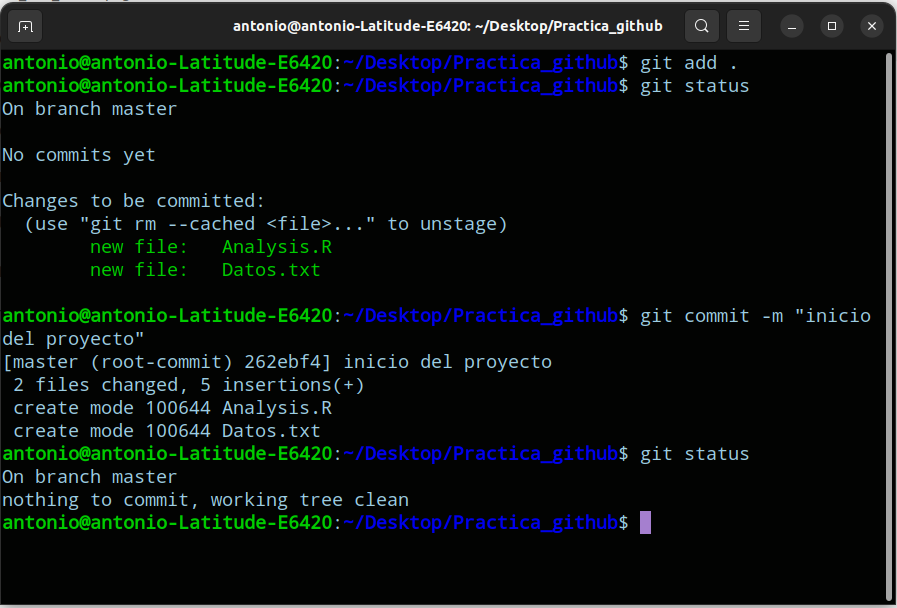 antonio@antonio-Latitude-E6420: ~/Desktop/Practica_github
antonio@antonio-Latitude-E6420:~/Desktop/Practica_github$ git add .
antonio@antonio-Latitude-E6420:~/Desktop/Practica_github$ git status
On branch master

No commits yet

Changes to be committed:
  (use "git rm --cached <file>..." to unstage)
        new file:   Analysis.R
        new file:   Datos.txt

antonio@antonio-Latitude-E6420:~/Desktop/Practica_github$ git commit -m "inicio
del proyecto"
[master (root-commit) 262ebf4] inicio del proyecto
 2 files changed, 5 insertions(+)
 create mode 100644 Analysis.R
 create mode 100644 Datos.txt
antonio@antonio-Latitude-E6420:~/Desktop/Practica_github$ git status
On branch master
nothing to commit, working tree clean
antonio@antonio-Latitude-E6420:~/Desktop/Practica_github$